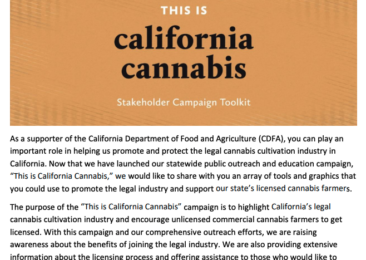 THIS IS
california
cannabis
Stakeholder Campaign Toolkit
As a supporter of the California Department of Food and Agriculture (CDFA), you can play an
important role in helping us promote and protect the legal cannabis cultivation industry in
California. Now that we have launched our statewide public outreach and education campaign,
“This is California Cannabis,” we would like to share with you an array of tools and graphics that
you could use to promote the legal industry and support our state’s licensed cannabis farmers.
The purpose of the “This is California Cannabis” campaign is to highlight California’s legal
cannabis cultivation industry and encourage unlicensed commercial cannabis farmers to get
licensed. With this campaign and our comprehensive outreach efforts, we are raising
awareness about the benefits of joining the legal industry. We are also providing extensive
information about the licensing process and offering assistance to those who would like to